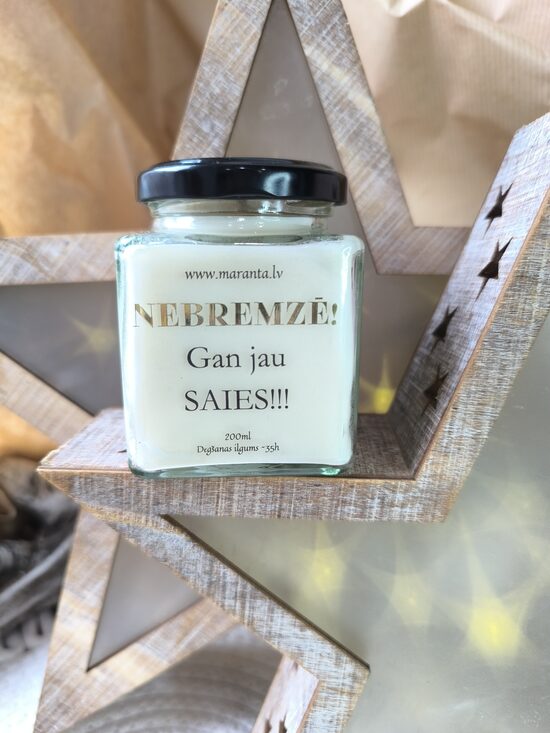 www.maranta.lv
NEBREMZĒ!
Gan jau
SAIES!!!
200ml
Degšanas ilgums ~35h